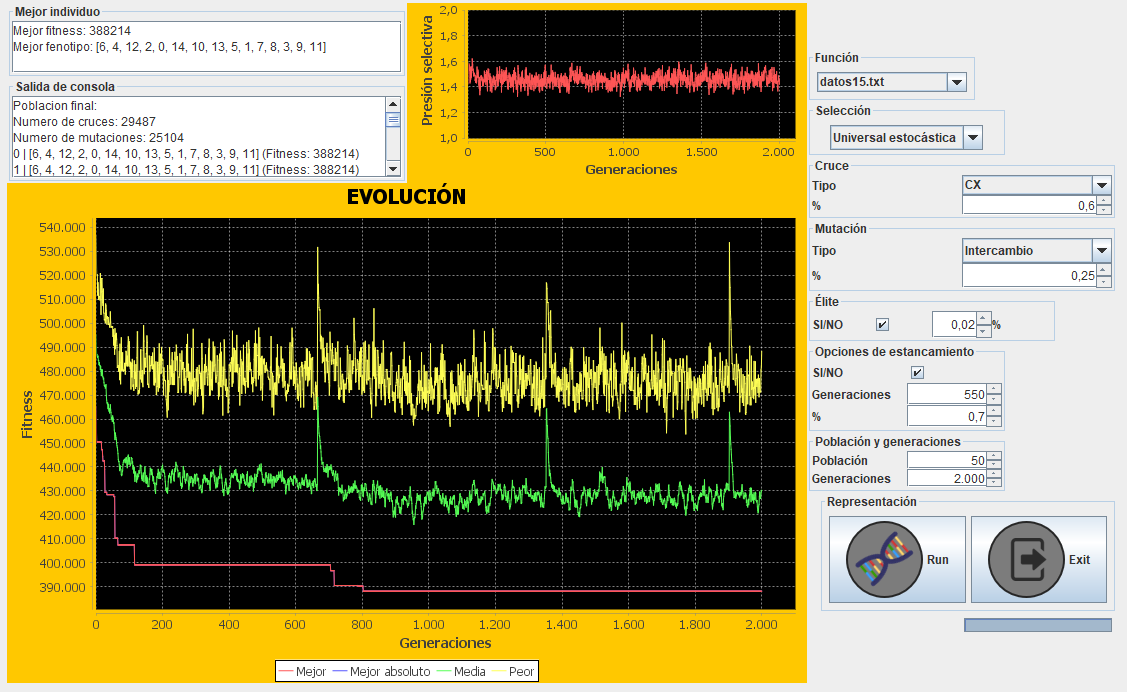 Mejor individuo
Mejor fitness: 388214
Mejor fenotipo: [6, 4, 12, 2, 0, 14, 10, 13, 5, 1, 7, 8, 3, 9, 11]
Salida de consola
Poblacion final:
Numero de cruces: 29487
Numero de mutaciones: 25104
0 | [6, 4, 12, 2, 0, 14, 10, 13, 5, 1, 7, 8, 3, 9, 11] (Fitness: 388214)
1 | [6, 4, 12, 2, 0, 14, 10, 13, 5, 1, 7, 8, 3, 9, 11] (Fitness: 388214)
Presión selectiva
2,0
1,8
1,6
1,4
1,2
1,0
0 500 1.000 1.500 2.000
Generaciones
EVOLUCIÓN
Fitness
540.000
530.000
520.000
510.000
500.000
490.000
480.000
470.000
460.000
450.000
440.000
430.000
420.000
410.000
400.000
390.000
0 200 400 600 800 1.000 1.200 1.400 1.600 1.800 2.000
Generaciones
Mejor Mejor absoluto Media Peor
Función
datos15.txt
Selección
Universal estocástica
Cruce
Tipo CX
% 0,6
Mutación
Tipo Intercambio
% 0,25
Élite
SI/NO 0,02 %
Opciones de estancamiento
SI/NO
Generaciones 550
% 0,7
Población y generaciones
Población 50
Generaciones 2.000
Representación
Run Exit